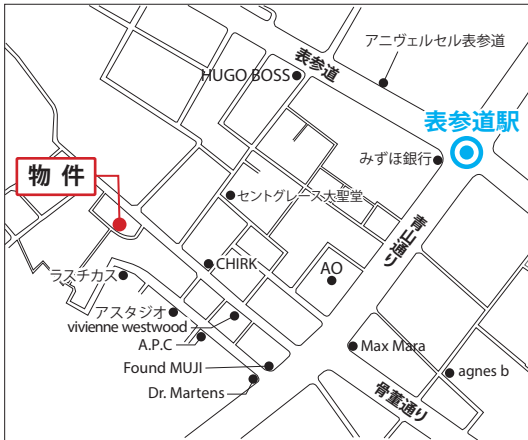 アニヴェルセル表参道
表参道
HUGO BOSS
表参道駅
みずほ銀行
物件
セントグレース大聖堂
青山通り
CHIRK
AO
ラスチカス
アスタジオ
vivienne westwood
A.P.C
Max Mara
Found MUJI
agnes b
Dr. Martens
骨董通り